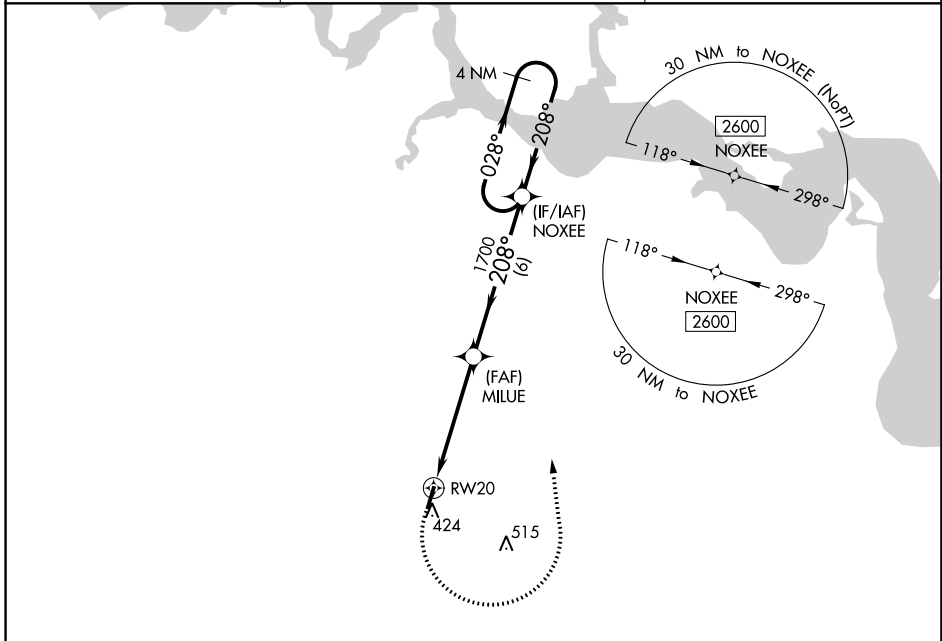 4 NM
208°
028°
(IF/IAF)
NOXEE
1700
208°
(6)
(FAF)
MILUE
RW20
424
515
30 NM to NOXEE (NoPT)
2600
NOXEE
118°
298°
118°
298°
NOXEE
2600
30 NM to NOXEE